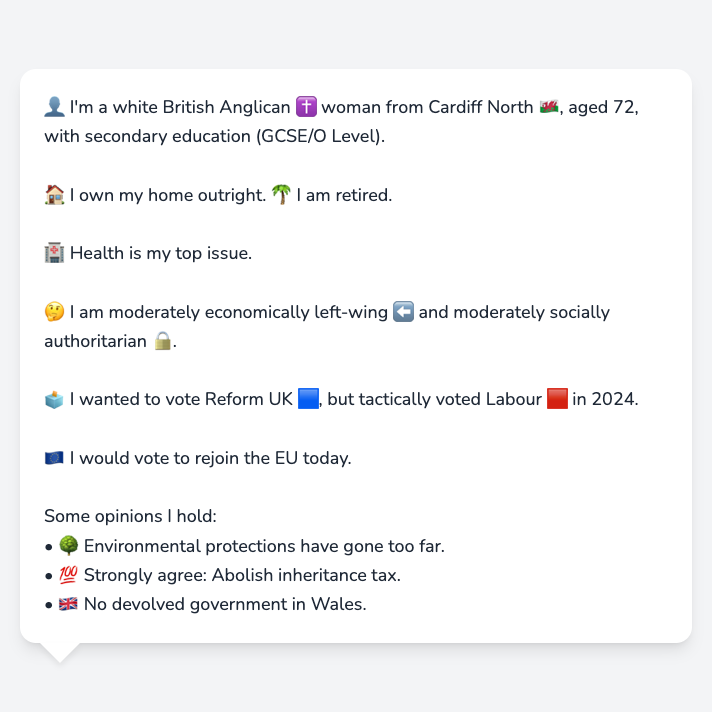 👤 I'm a white British Anglican ✝️ woman from Cardiff North 🏴󠁧󠁢󠁷󠁬󠁳󠁿, aged 72,
with secondary education (GCSE/O Level).
🏠 I own my home outright. 🌴 I am retired.
🏥 Health is my top issue.
🤔 I am moderately economically left-wing ⬅️ and moderately socially
authoritarian 🔒.
🗳️ I wanted to vote Reform UK 🟦, but tactically voted Labour 🟥 in 2024.
🇪🇺 I would vote to rejoin the EU today.
Some opinions I hold:
• 🌳 Environmental protections have gone too far.
• 💯 Strongly agree: Abolish inheritance tax.
• 🇬🇧 No devolved government in Wales.